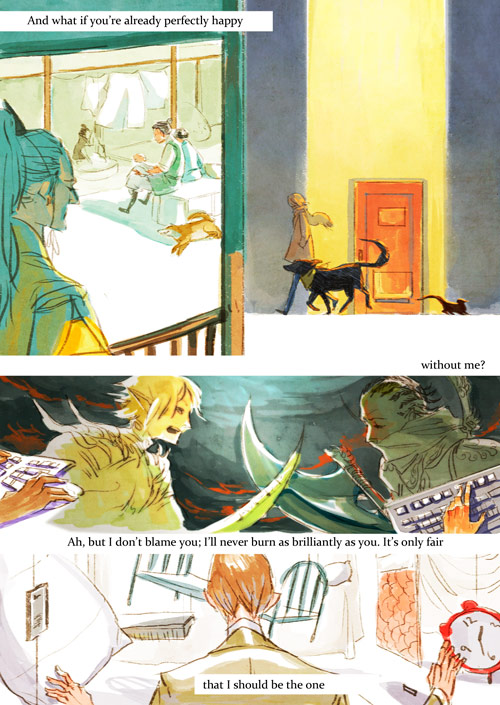 And what if you're already perfectly happy
without me?
Ah, but I don't blame you; I'll never burn as brilliantly as you. It's only fair
that I should be the one